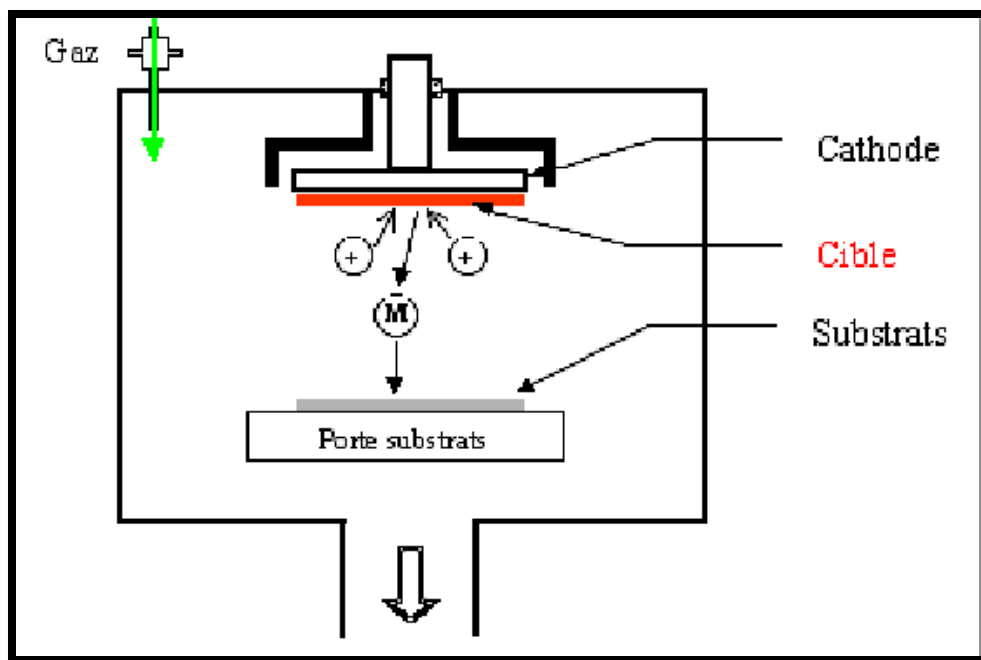 Gaz
Cathode
+
+
Cible
M
Substrats
Porte substrats